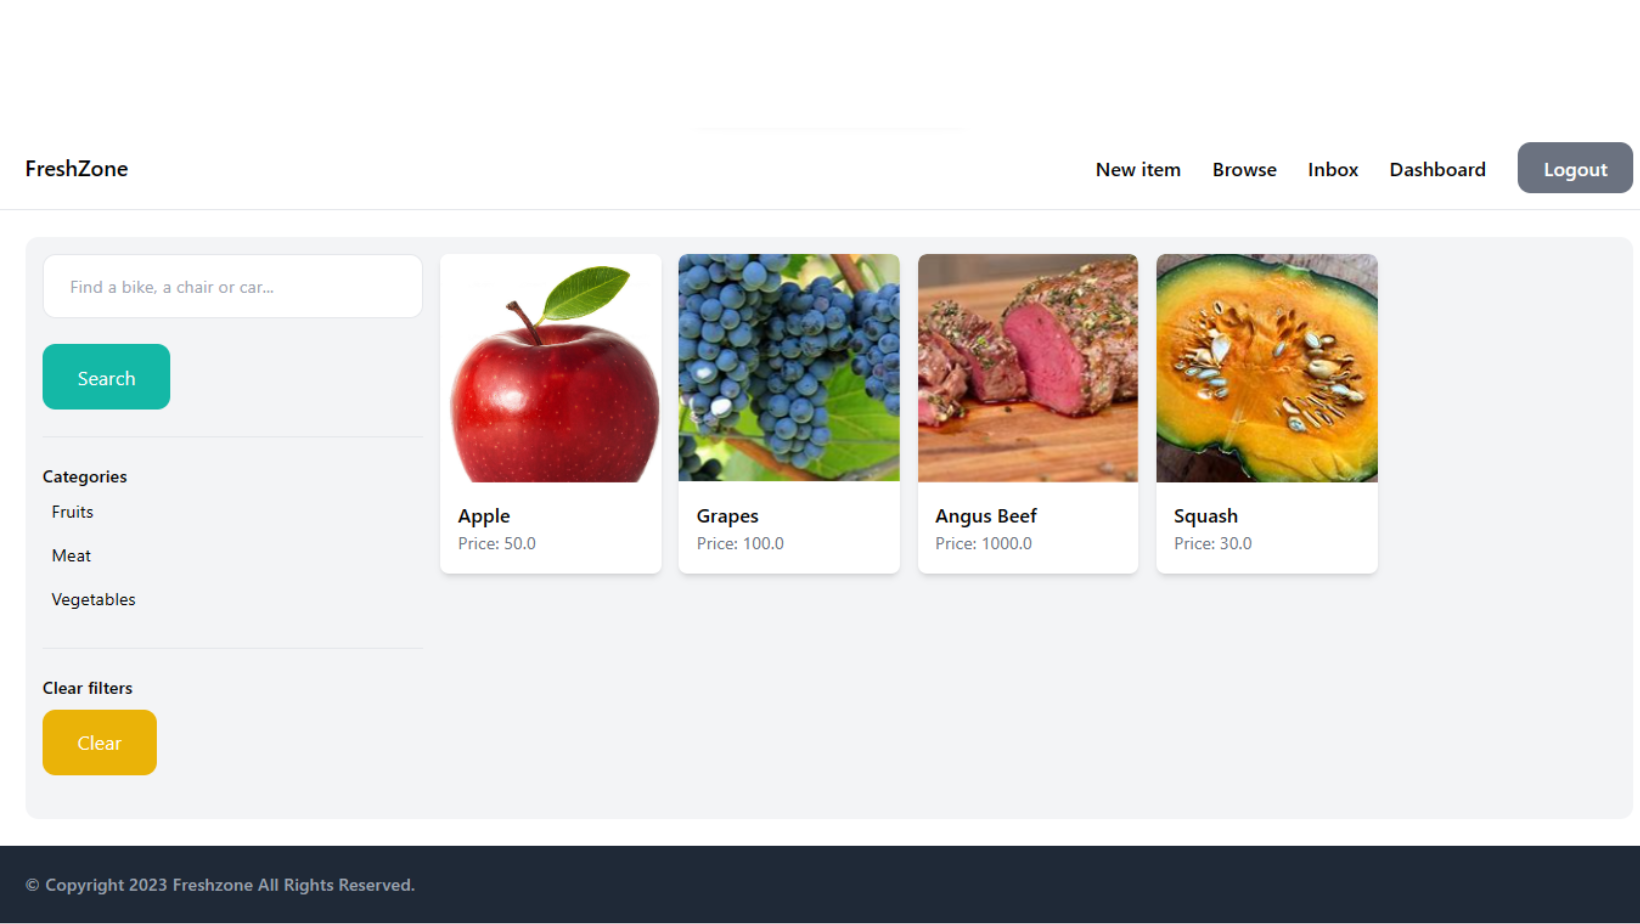 FreshZone
New item Browse Inbox Dashboard Logout
Find a bike, a chair or car...
Search
Categories
Fruits
Meat
Vegetables
Clear filters
Clear
Apple
Price: 50.0
Grapes
Price: 100.0
Angus Beef
Price: 1000.0
Squash
Price: 30.0
© Copyright 2023 Freshzone All Rights Reserved.